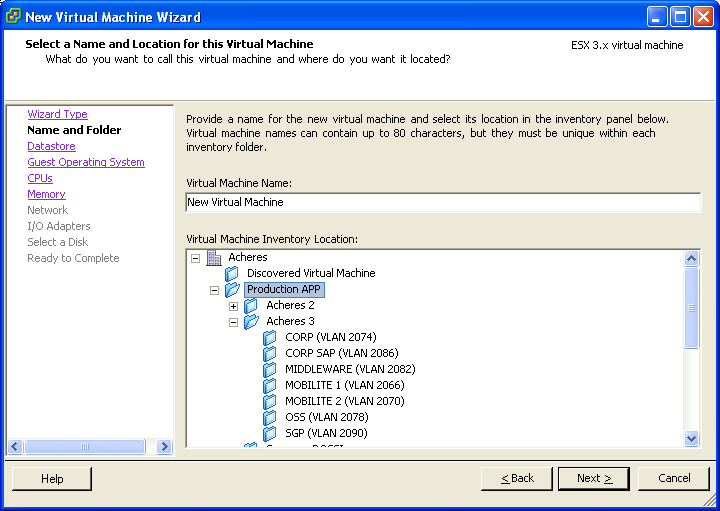 New Virtual Machine Wizard
Select a Name and Location for this Virtual Machine
ESX 3.x virtual machine
What do you want to call this virtual machine and where do you want it located?
Wizard Type
Name and Folder
Datastore
Guest Operating System
CPUs
Memory
Network
I/O Adapters
Select a Disk
Ready to Complete
Provide a name for the new virtual machine and select its location in the inventory panel below.
Virtual machine names can contain up to 80 characters, but they must be unique within each
inventory folder.
Virtual Machine Name:
New Virtual Machine
Virtual Machine Inventory Location:
Acheres
Discovered Virtual Machine
Production APP
Acheres 2
Acheres 3
CORP (VLAN 2074)
CORP SAP (VLAN 2086)
MIDDLEWARE (VLAN 2082)
MOBILITE 1 (VLAN 2066)
MOBILITE 2 (VLAN 2070)
OSS (VLAN 2078)
SGP (VLAN 2090)
Help
< Back
Next >
Cancel